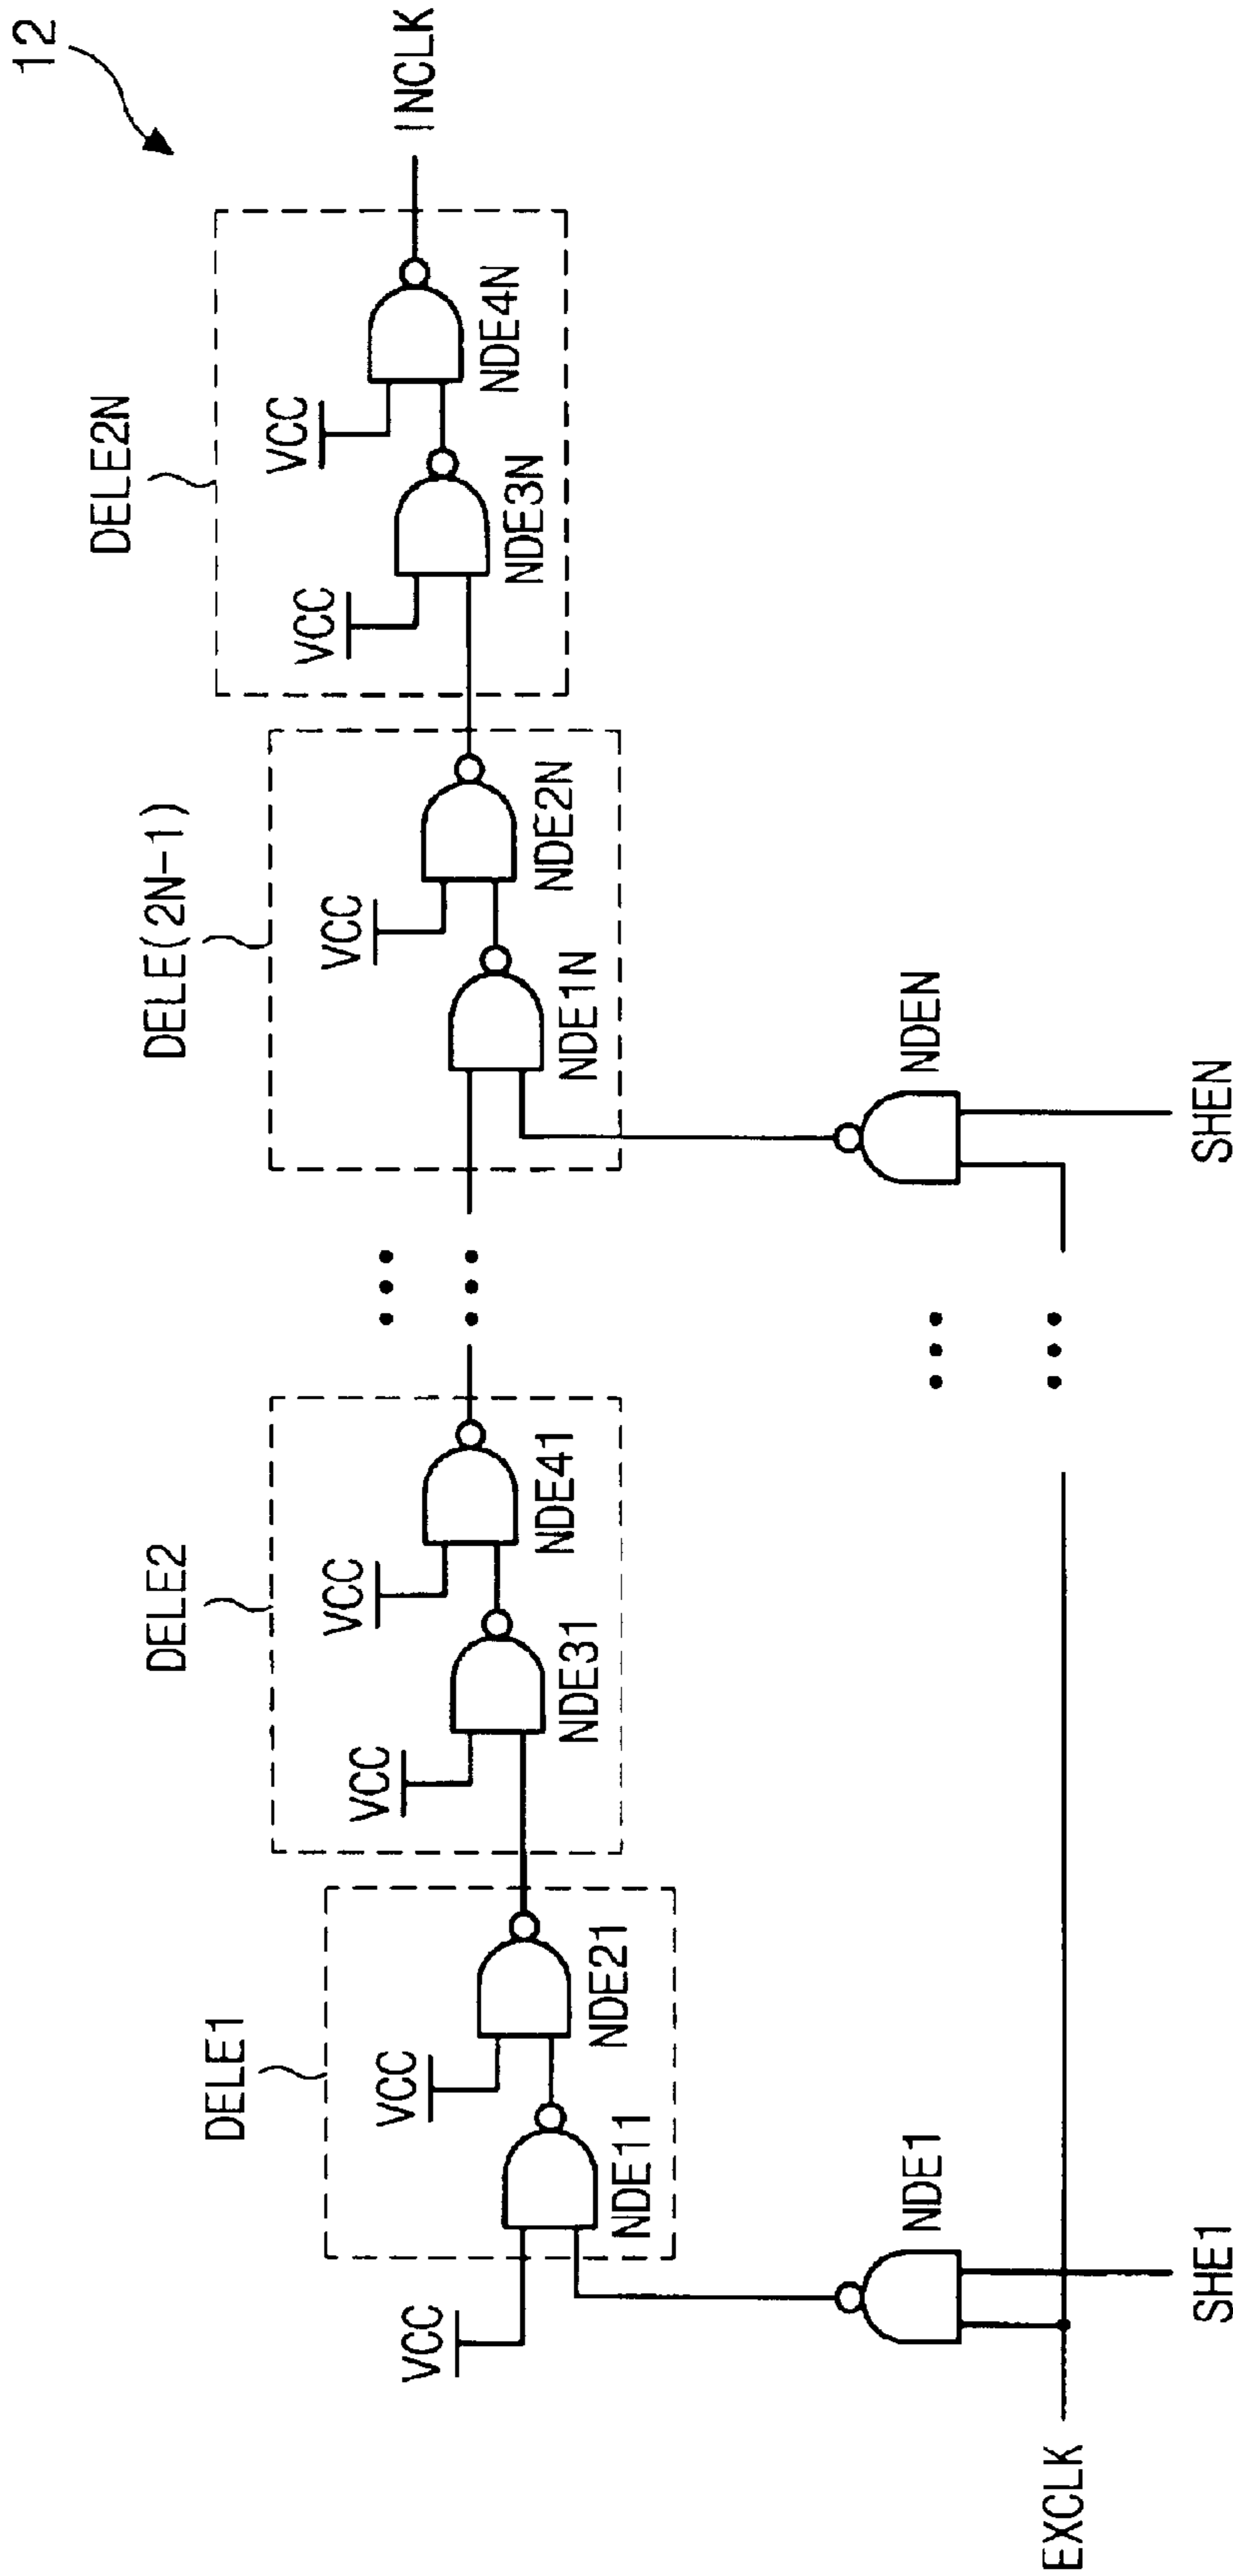 12
DELE1
DELE2
DELE(2N-1)
DELE2N
VCC
VCC
VCC
VCC
VCC
VCC
VCC
INCLK
NDE11
NDE21
NDE31
NDE41
NDE1N
NDE2N
NDE3N
NDE4N
NDE1
NDEN
EXCLK
SHE1
SHEN